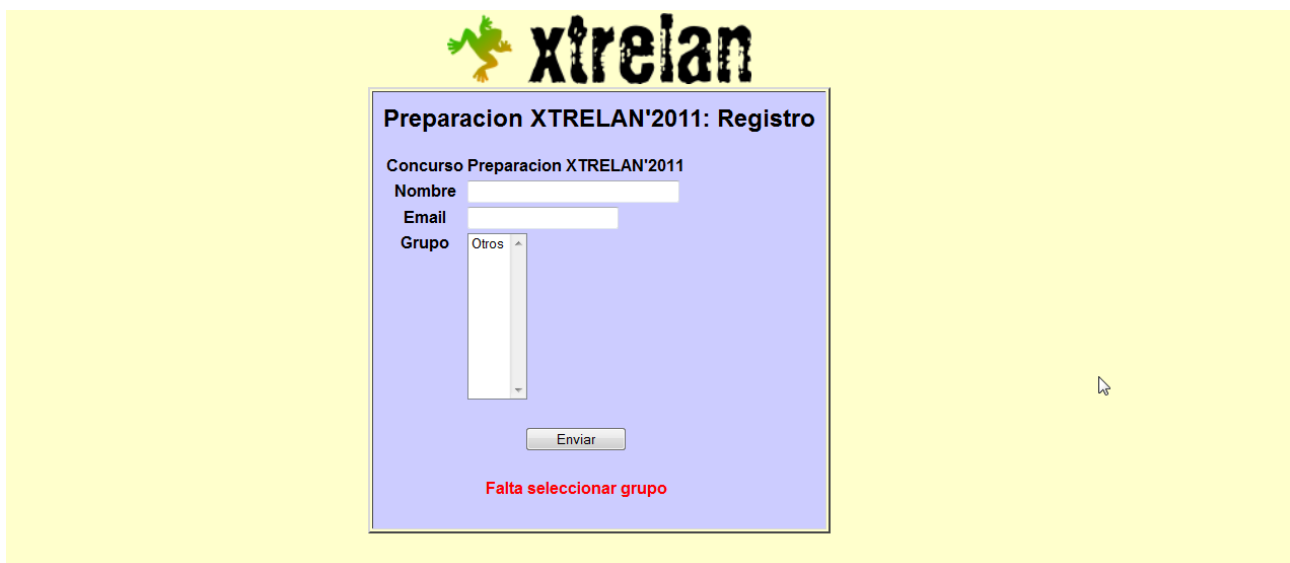 xtrelan
Preparacion XTRELAN'2011: Registro
Concurso Preparacion XTRELAN'2011
Nombre
Email
Grupo Otros
Enviar
Falta seleccionar grupo